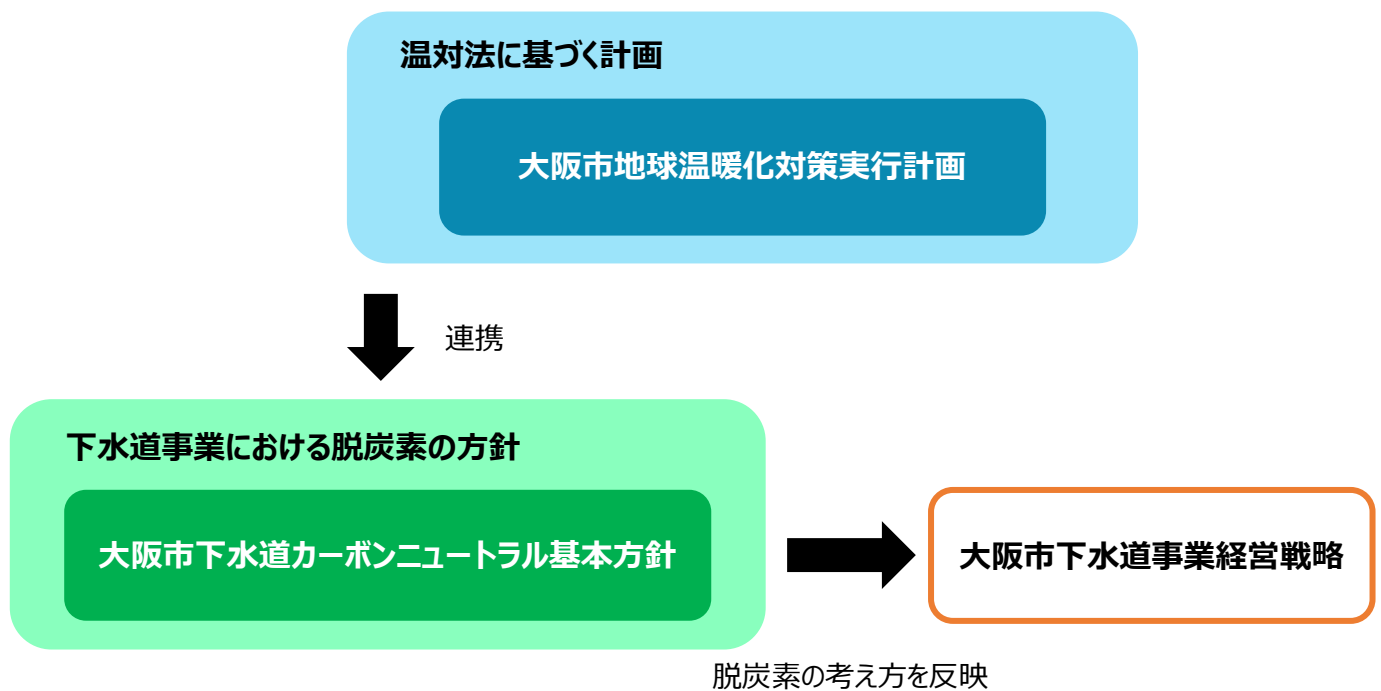 温対法に基づく計画
大阪市地球温暖化対策実行計画
連携
下水道事業における脱炭素の方針
大阪市下水道カーボンニュートラル基本方針
大阪市下水道事業経営戦略
脱炭素の考え方を反映